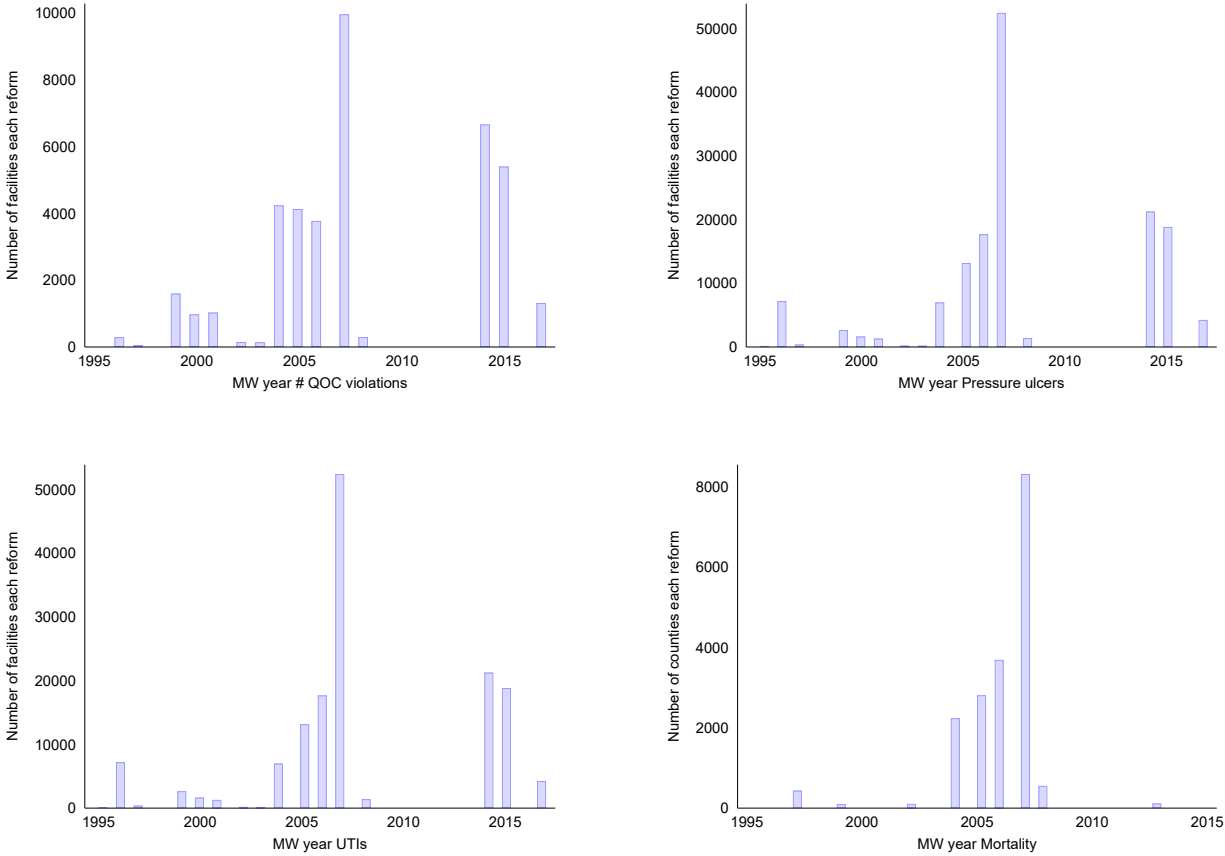 Number of facilities each reform
10000
8000
6000
4000
2000
0
1995 2000 2005 2010 2015
MW year # QOC violations
Number of facilities each reform
50000
40000
30000
20000
10000
0
1995 2000 2005 2010 2015
MW year Pressure ulcers
Number of facilities each reform
50000
40000
30000
20000
10000
0
1995 2000 2005 2010 2015
MW year UTIs
Number of counties each reform
8000
6000
4000
2000
0
1995 2000 2005 2010 2015
MW year Mortality